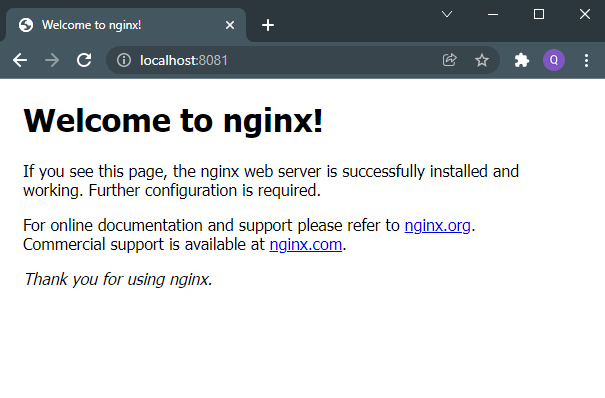 Welcome to nginx!
localhost:8081
Q
Welcome to nginx!
If you see this page, the nginx web server is successfully installed and
working. Further configuration is required.
For online documentation and support please refer to nginx.org.
Commercial support is available at nginx.com.
Thank you for using nginx.